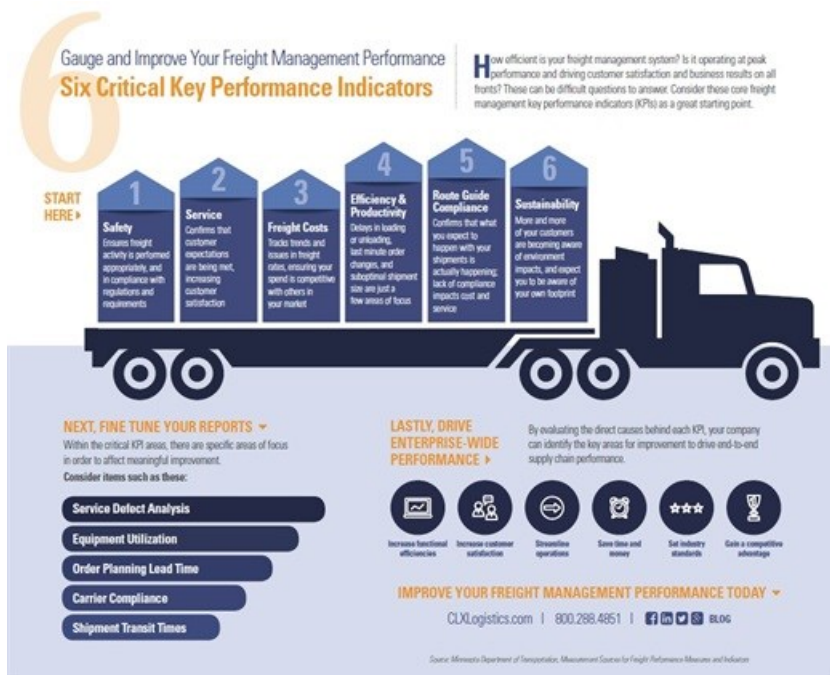 6
Gauge and Improve Your Freight Management Performance
Six Critical Key Performance Indicators
How efficient is your freight management system? Is it operating at peak
performance and driving customer satisfaction and business results on all
fronts? These can be difficult questions to answer. Consider these core freight
management key performance indicators (KPIs) as a great starting point.
START
HERE
1
Safety
Ensures freight
activity is performed
appropriately, and
in compliance with
regulations and
requirements
2
Service
Confirms that
customer
expectations
are being met,
increasing
customer
satisfaction
3
Freight Costs
Tracks trends and
issues in freight
rates, ensuring your
spend is competitive
with others in
your market
4
Efficiency &
Productivity
Delays in loading
or unloading,
last minute order
changes, and
suboptimal shipment
size are just a
few areas of focus
5
Route Guide
Compliance
Confirms that what
you expect to
happen with your
shipments is
actually happening;
lack of compliance
impacts cost and
service
6
Sustainability
More and more
of your customers
are becoming aware
of environment
impacts, and expect
you to be aware of
your own footprint
NEXT, FINE TUNE YOUR REPORTS
Within the critical KPI areas, there are specific areas of focus
in order to affect meaningful improvement.
Consider items such as these:
Service Defect Analysis
Equipment Utilization
Order Planning Lead Time
Carrier Compliance
Shipment Transit Times
LASTLY, DRIVE
ENTERPRISE-WIDE
PERFORMANCE
By evaluating the direct causes behind each KPI, your company
can identify the key areas for improvement to drive end-to-end
supply chain performance.
Increase functional
efficiencies
Increase customer
satisfaction
Streamline
operations
Save time and
money
Set industry
standards
Gain a competitive
advantage
IMPROVE YOUR FREIGHT MANAGEMENT PERFORMANCE TODAY
CLXLogistics.com | 800.288.4851 | BLOG
Source: Minnesota Department of Transportation, Measurement Sources for Freight Performance Measures and Indicators